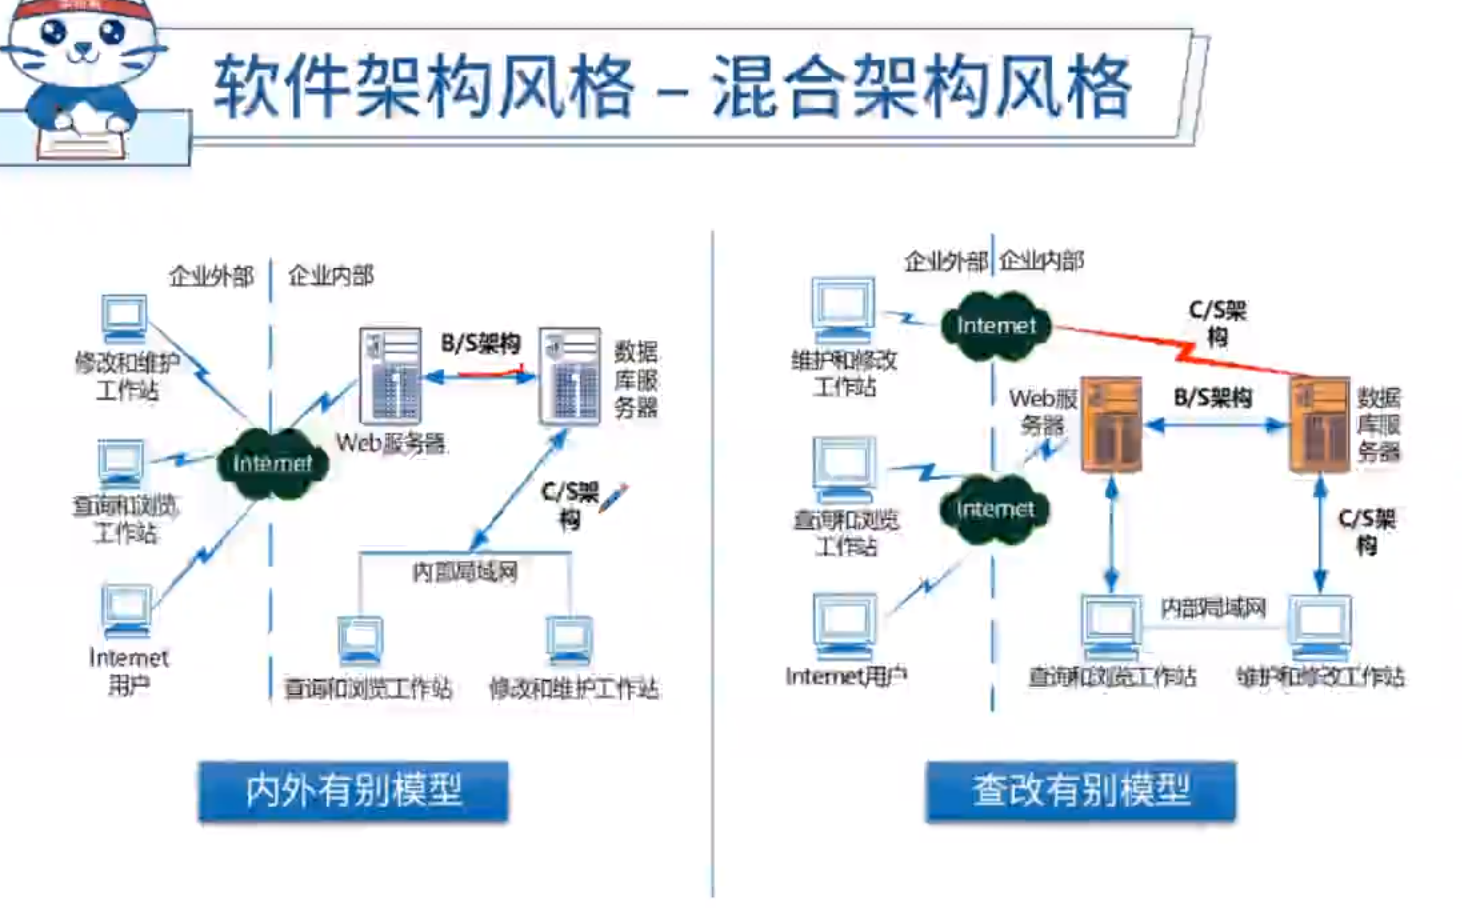 软件架构风格 – 混合架构风格
企业外部
企业内部
修改和维护
工作站
查询和浏览
工作站
Internet
用户
Internet
B/S架构
Web服务器
数据
库服
务器
C/S架
构
内部局域网
查询和浏览工作站
修改和维护工作站
内外有别模型
企业外部
企业内部
维护和修改
工作站
Internet
C/S架
构
Web服
务器
B/S架构
数据
库服
务器
查询和浏览
工作站
Internet
C/S架
构
Internet用户
内部局域网
查询和浏览工作站
维护和修改工作站
查改有别模型